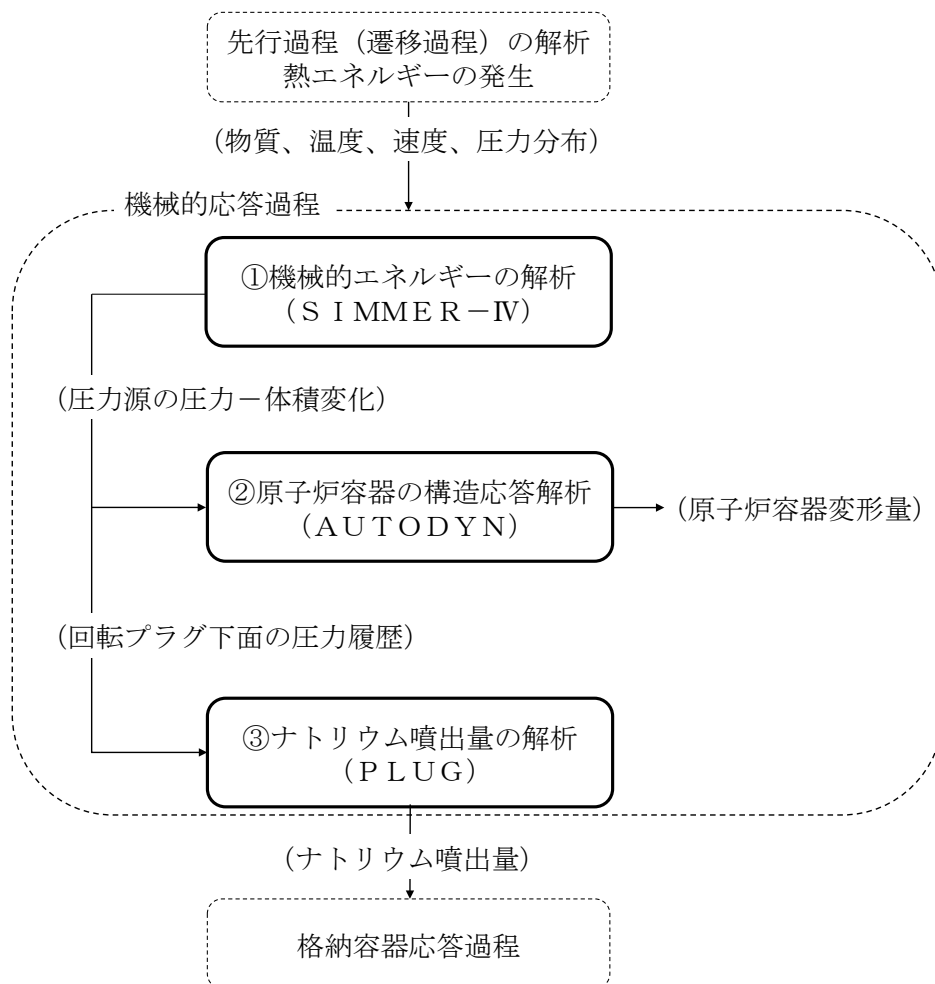 先行過程（遷移過程）の解析
熱エネルギーの発生
（物質、温度、速度、圧力分布）
機械的応答過程
①機械的エネルギーの解析
（ＳＩＭＭＥＲ－Ⅳ）
（圧力源の圧力－体積変化）
②原子炉容器の構造応答解析
（ＡＵＴＯＤＹＮ）
（原子炉容器変形量）
（回転プラグ下面の圧力履歴）
③ナトリウム噴出量の解析
（ＰＬＵＧ）
（ナトリウム噴出量）
格納容器応答過程